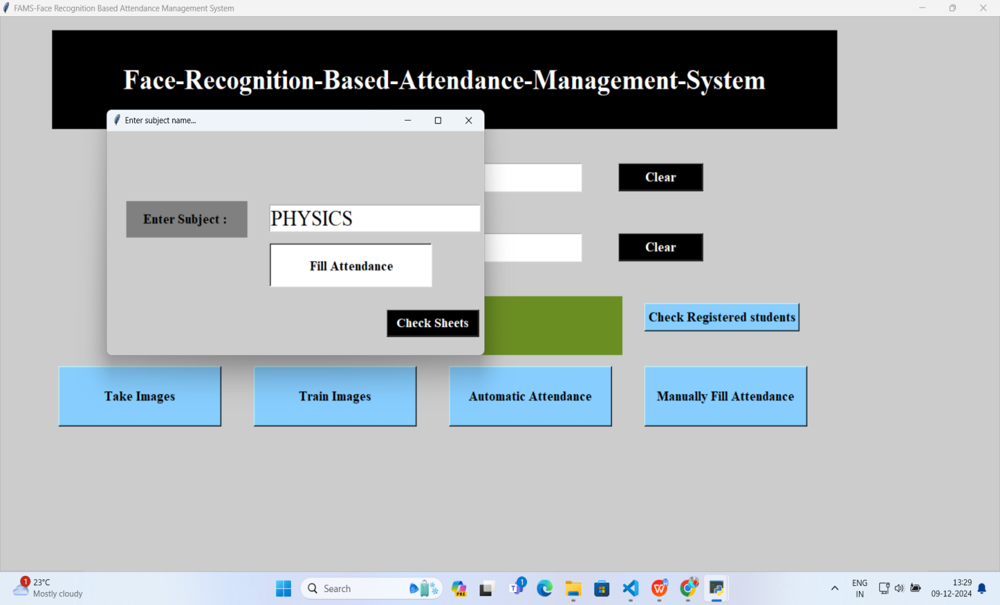 FAMS-Face Recognition Based Attendance Management System
Face-Recognition-Based-Attendance-Management-System
Enter subject name...
Clear
Enter Subject :
PHYSICS
Clear
Fill Attendance
Check Registered students
Check Sheets
Take Images
Train Images
Automatic Attendance
Manually Fill Attendance
1
23°C
Mostly cloudy
Search
PRE
1
ENG
IN
13:29
09-12-2024